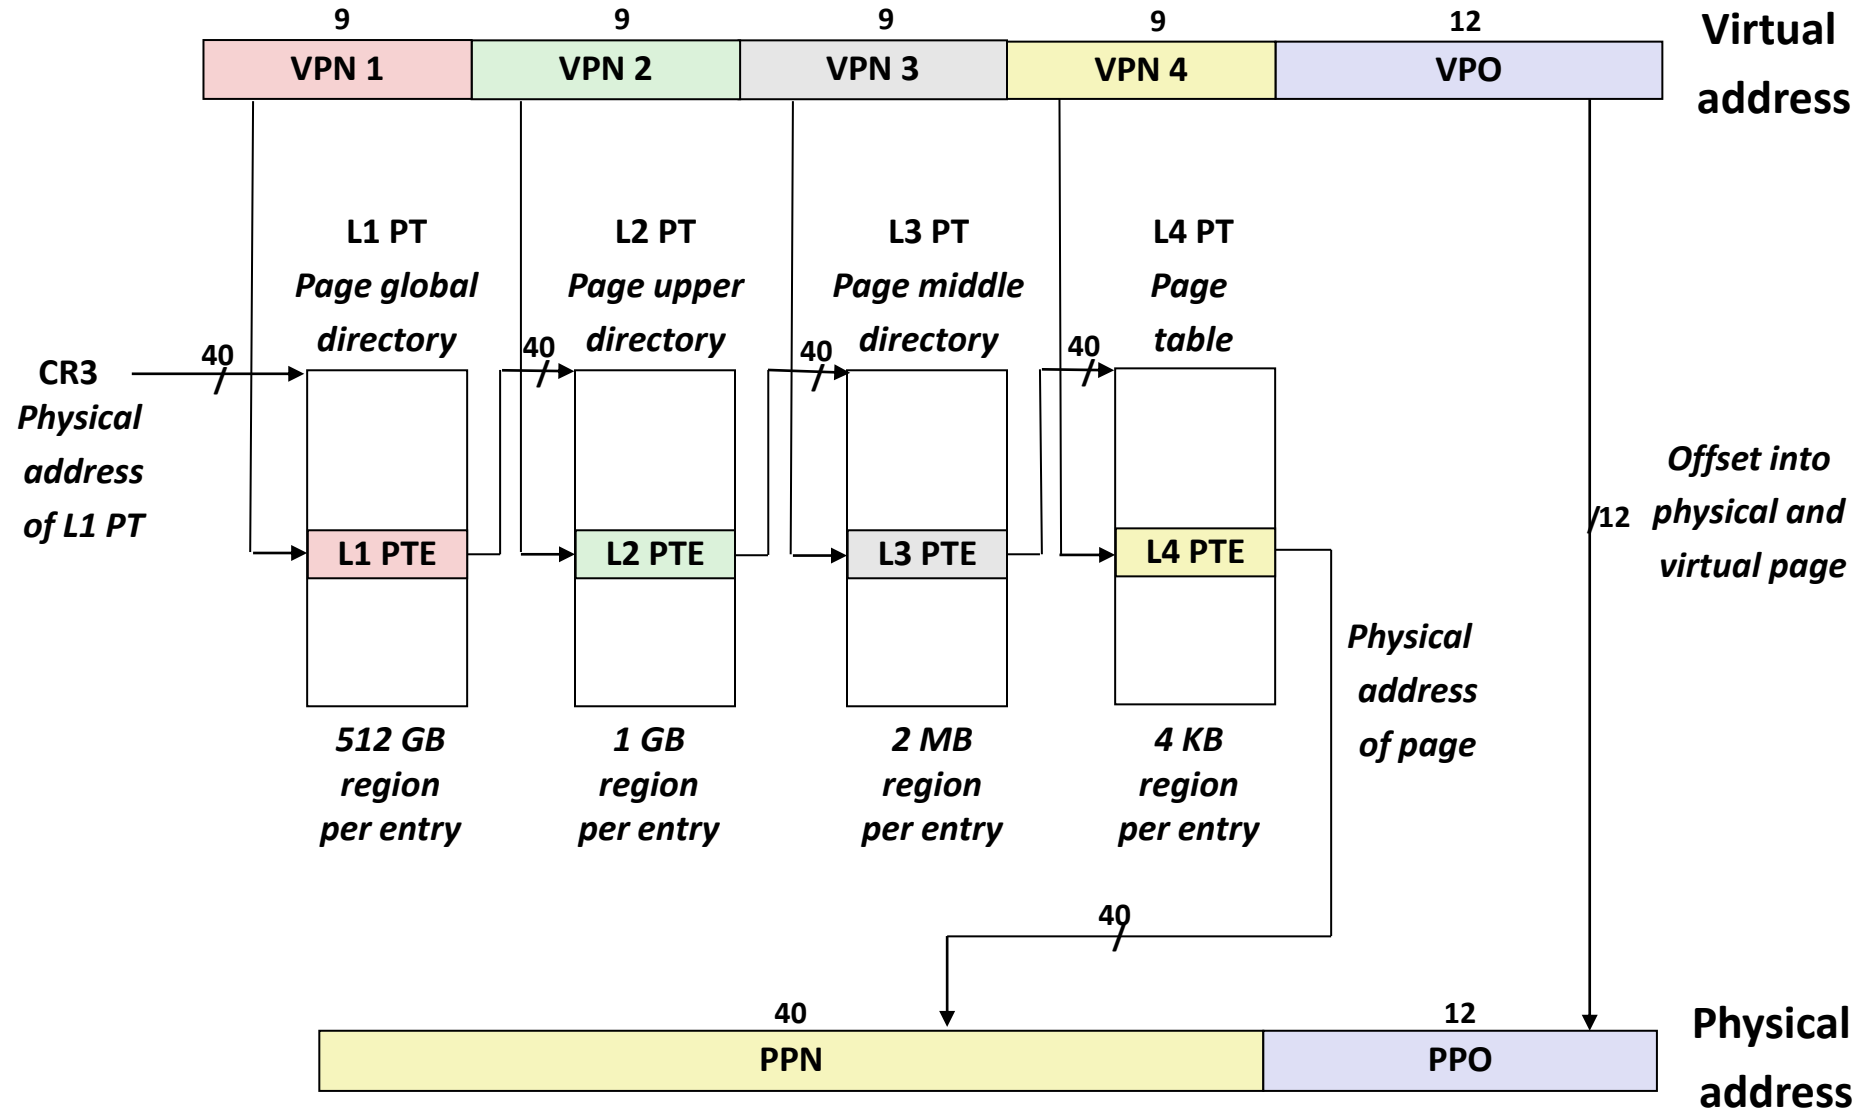 9 9 9 9 12
VPN 1 VPN 2 VPN 3 VPN 4 VPO
Virtual
address
L1 PT
Page global
directory
L2 PT
Page upper
directory
L3 PT
Page middle
directory
L4 PT
Page
table
CR3
Physical
address
of L1 PT
40
40
40
40
L1 PTE
L2 PTE
L3 PTE
L4 PTE
/12
Offset into
physical and
virtual page
512 GB
region
per entry
1 GB
region
per entry
2 MB
region
per entry
4 KB
region
per entry
Physical
address
of page
40
40 12
PPN PPO
Physical
address